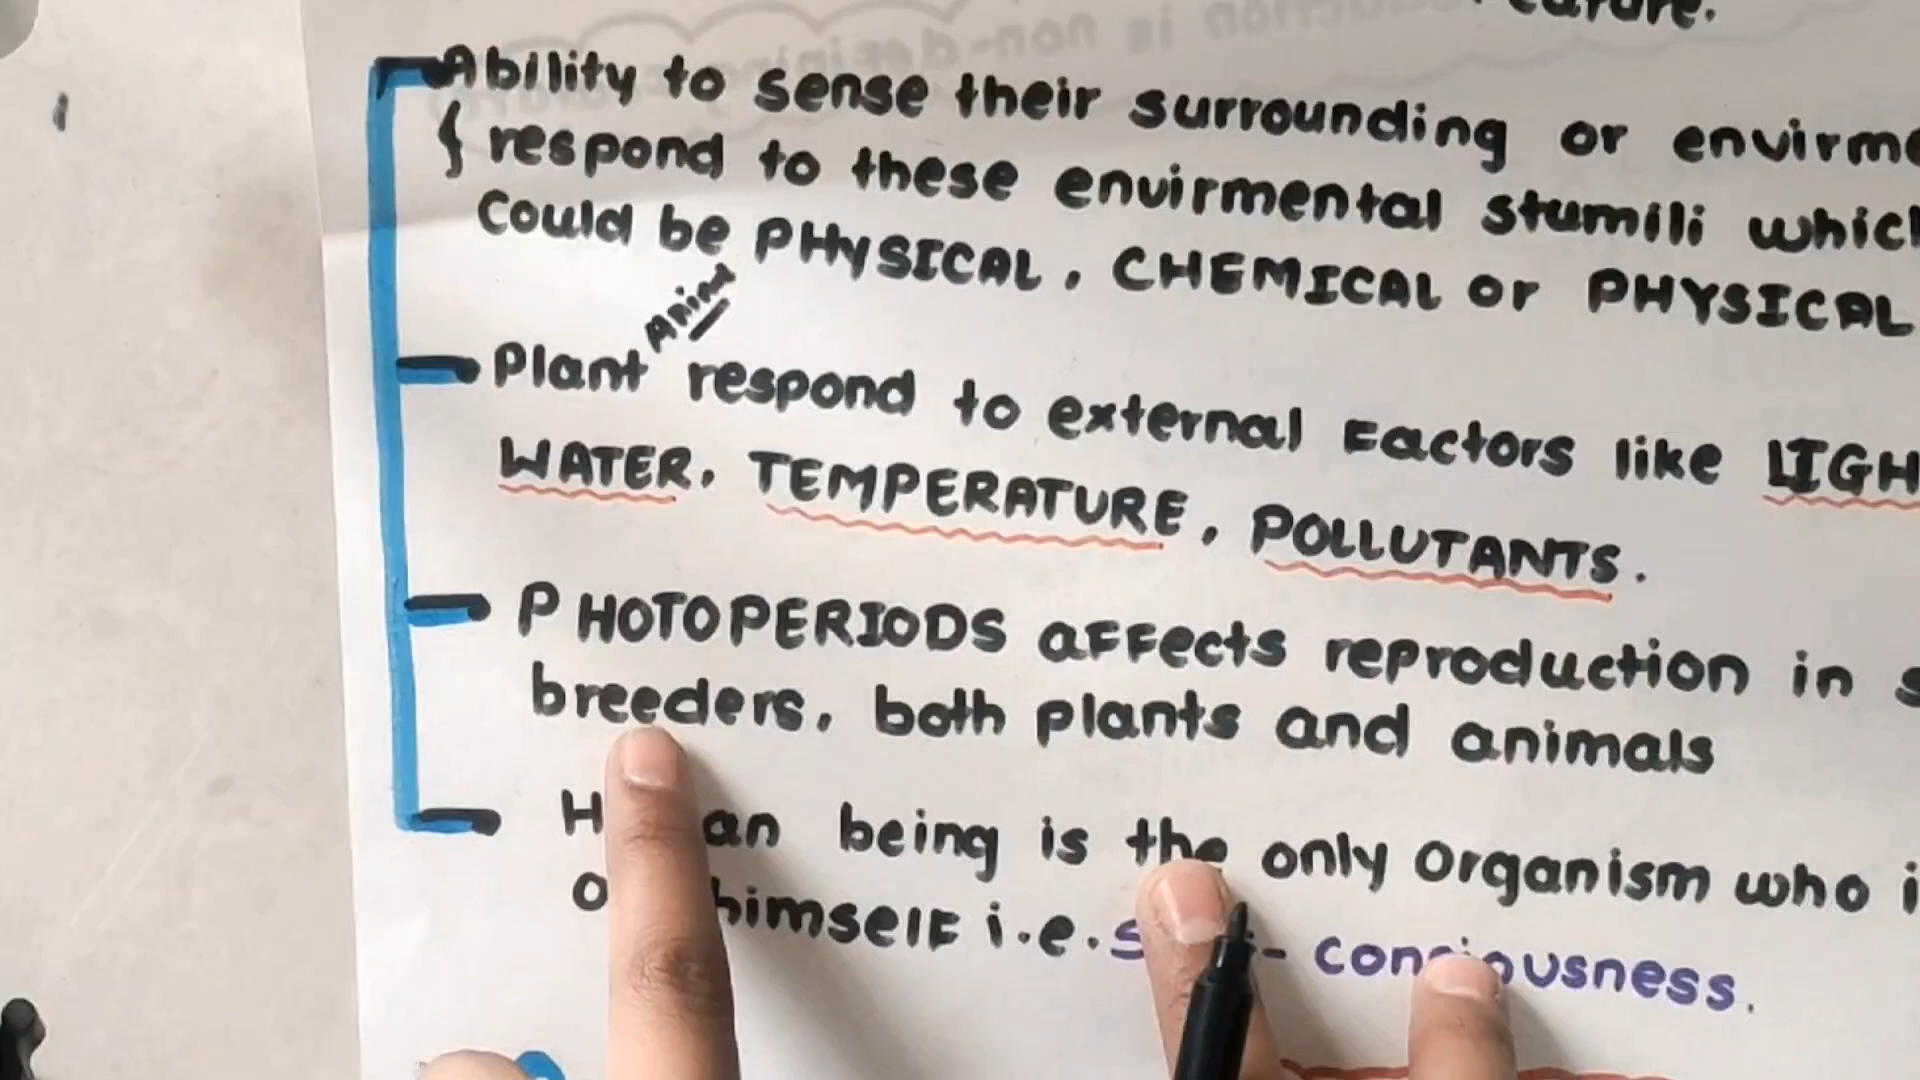 Ability to sense their surrounding or envirme
{ respond to these envirmental stumili which
could be PHYSICAL, CHEMICAL or PHYSICAL
Plant respond to external Factors like LIGH
WATER, TEMPERATURE, POLLUTANTS.
PHOTOPERIODS aFFects reproduction in s
breeders, both plants and animals
being is the only organism who i
himselF i.e. consiousness.